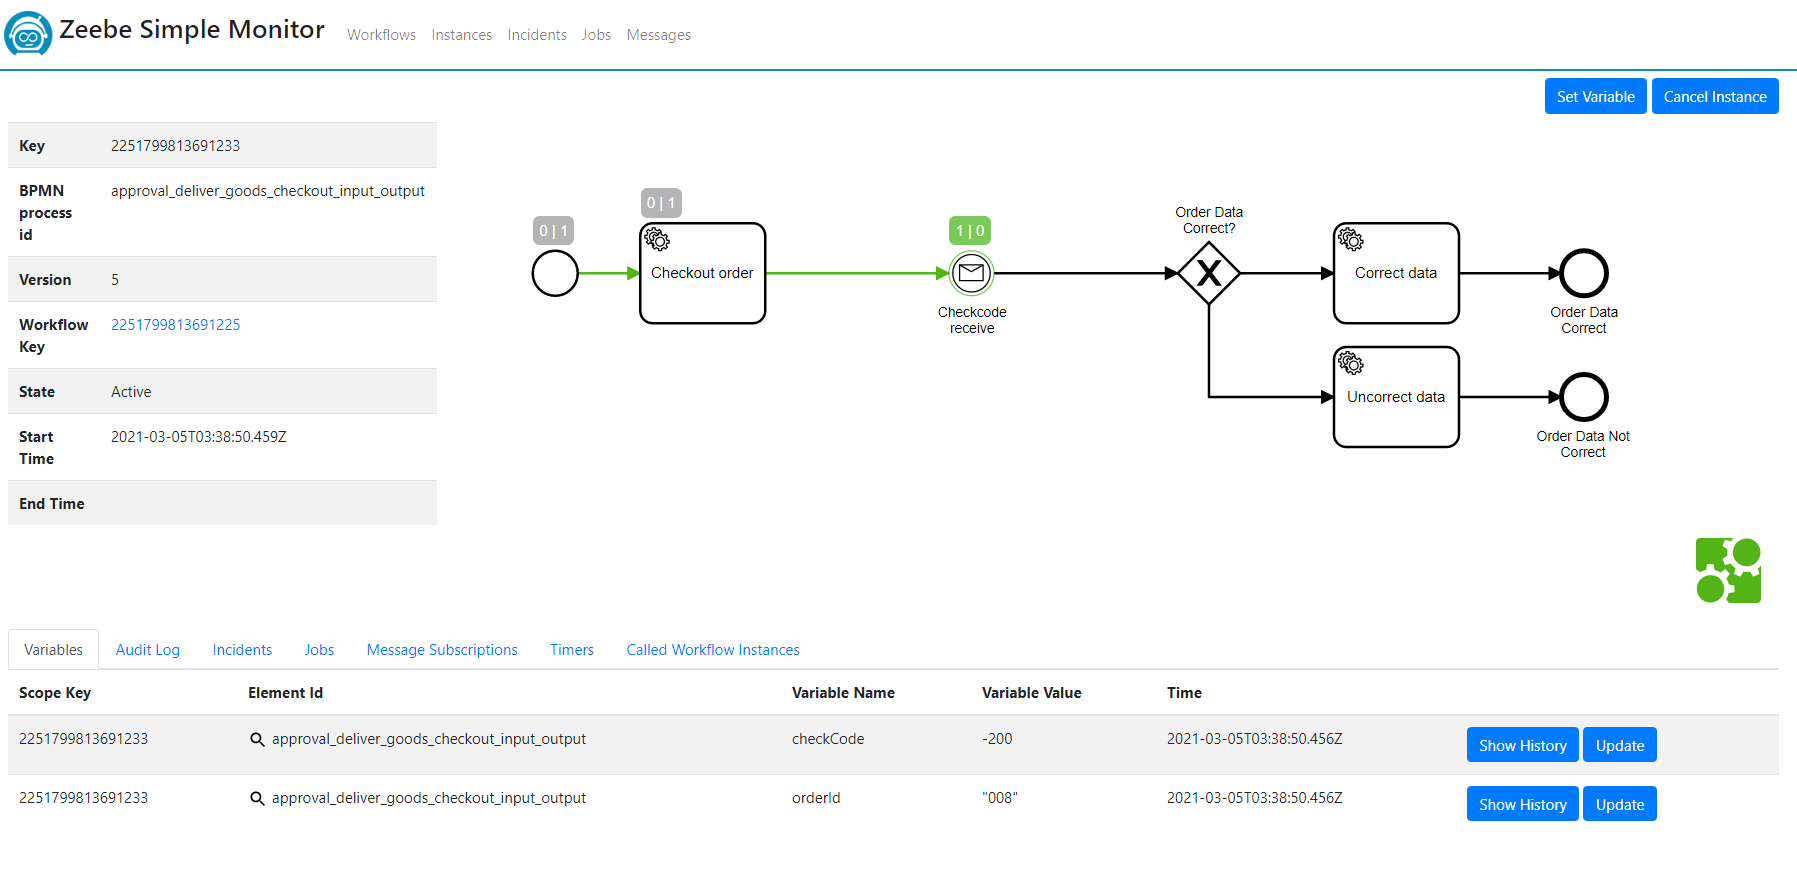 Zeebe Simple Monitor
Workflows Instances Incidents Jobs Messages
Set Variable Cancel Instance
Key 2251799813691233
BPMN process id approval_deliver_goods_checkout_input_output
Version 5
Workflow Key 2251799813691225
State Active
Start Time 2021-03-05T03:38:50.459Z
End Time
0 | 1
0 | 1
Checkout order
1 | 0
Checkcode
receive
Order Data
Correct?
Correct data
Order Data
Correct
Uncorrect data
Order Data Not
Correct
Variables Audit Log Incidents Jobs Message Subscriptions Timers Called Workflow Instances
Scope Key Element Id Variable Name Variable Value Time
2251799813691233 approval_deliver_goods_checkout_input_output checkCode -200 2021-03-05T03:38:50.456Z Show History Update
2251799813691233 approval_deliver_goods_checkout_input_output orderId "008" 2021-03-05T03:38:50.456Z Show History Update